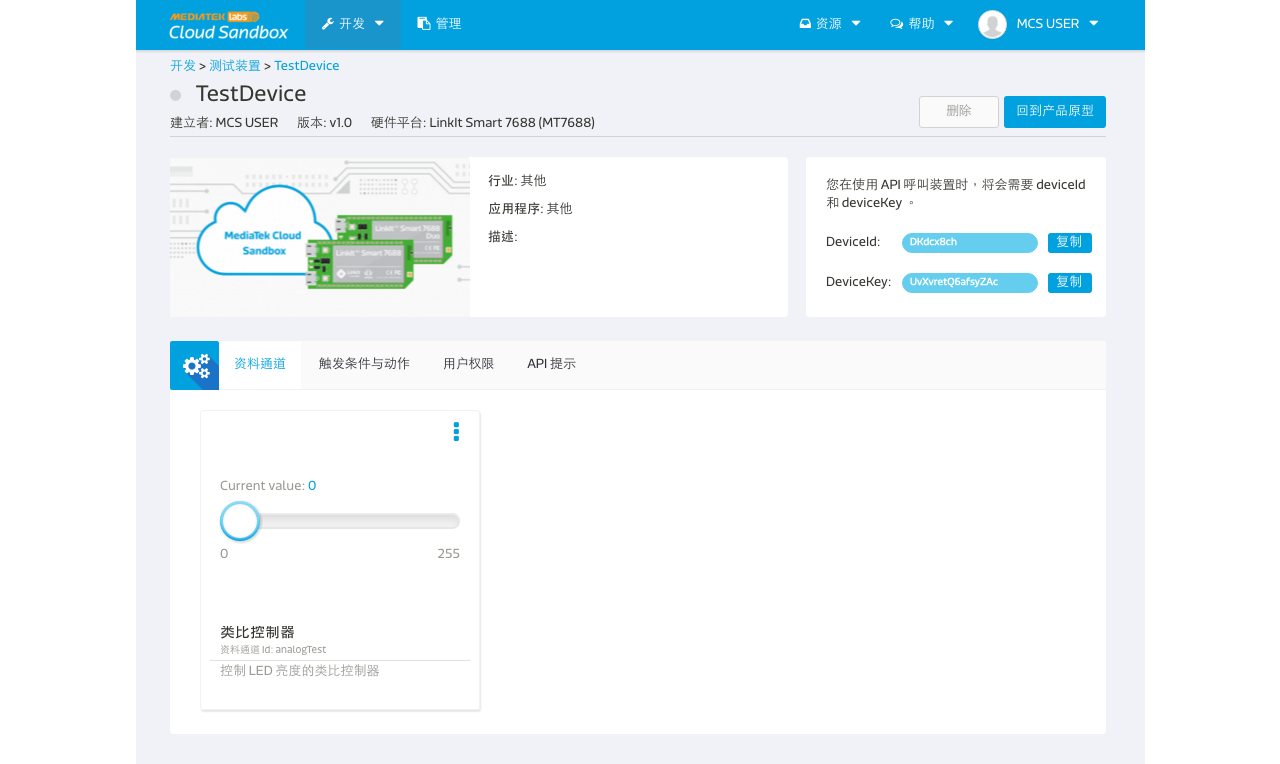 MEDIATEK labs
Cloud Sandbox
开发
管理
资源
帮助
MCS USER
开发 > 测试装置 > TestDevice
TestDevice
建立者: MCS USER 版本: v1.0 硬件平台: LinkIt Smart 7688 (MT7688)
删除
回到产品原型
MediaTek Cloud
Sandbox
LinkIt Smart 7688
Duo
LinkIt Smart 7688
行业: 其他
应用程序: 其他
描述:
您在使用 API 呼叫装置时，将会需要 deviceId
和 deviceKey 。
DeviceId: DKdcx8ch 复制
DeviceKey: UvXvretQ6afsyZAc 复制
资料通道
触发条件与动作
用户权限
API 提示
Current value: 0
0 255
类比控制器
资料通道 Id: analogTest
控制 LED 亮度的类比控制器